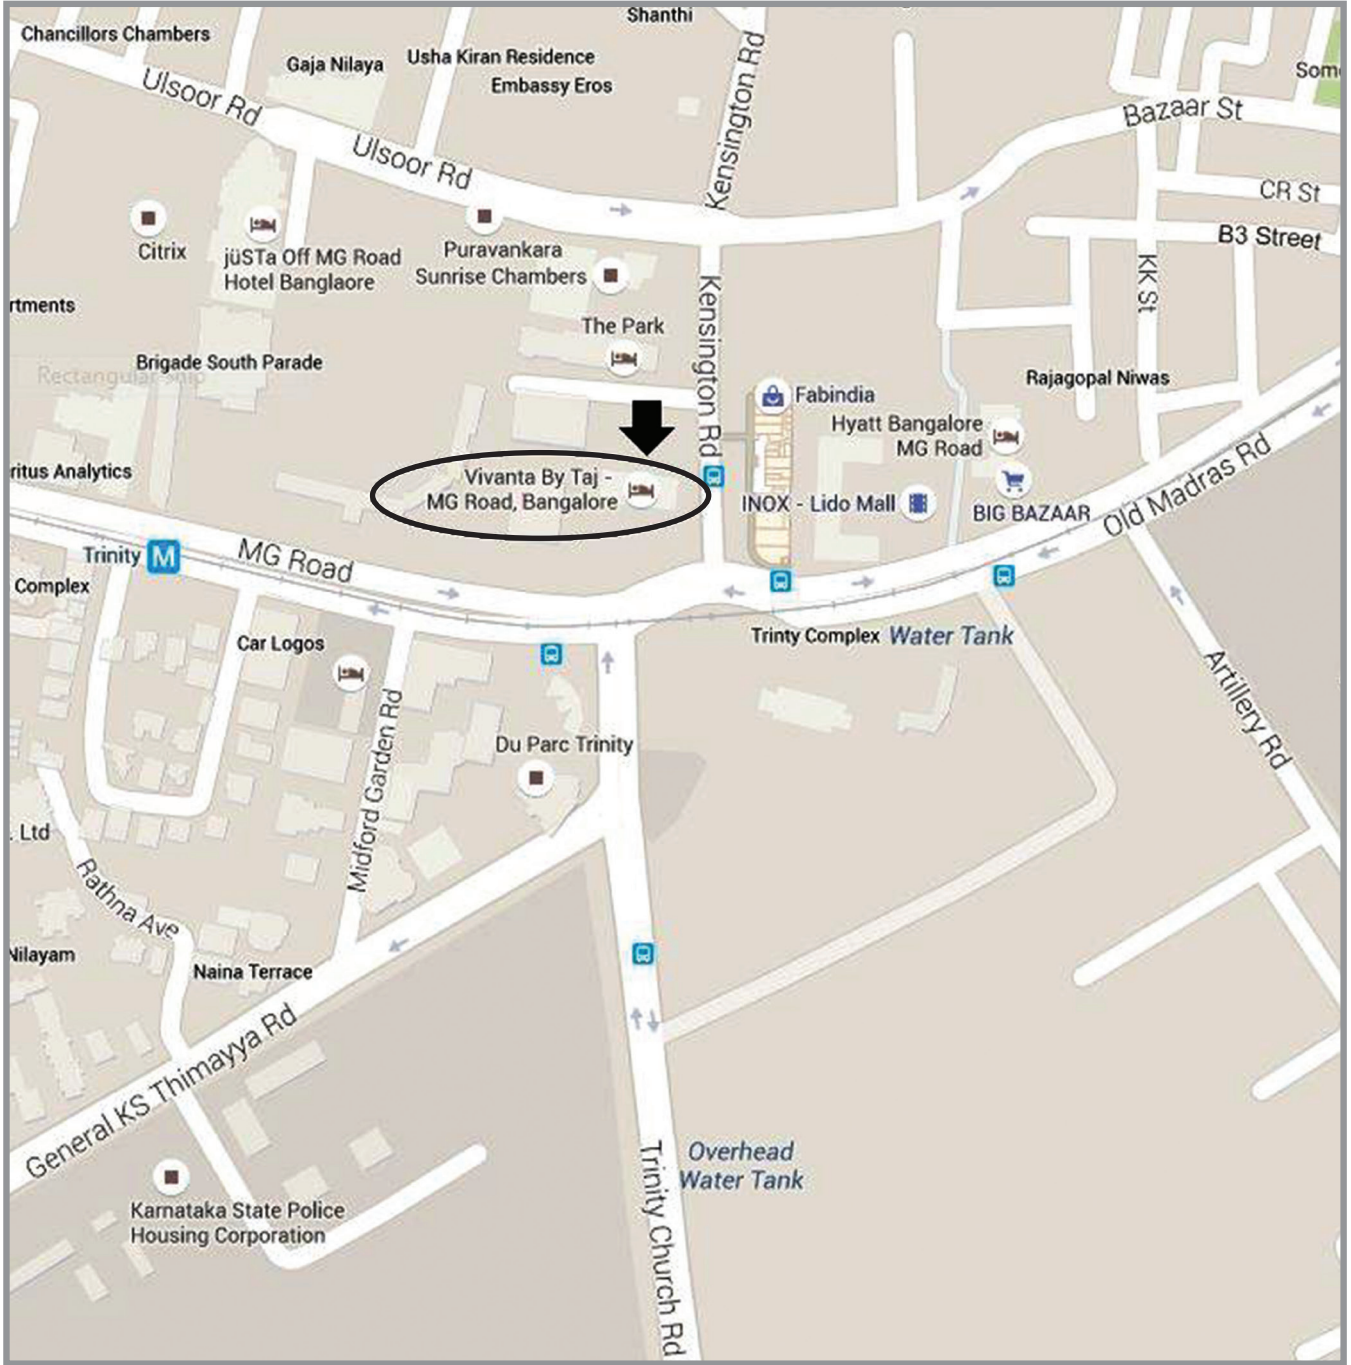 Shanthi
Chancillors Chambers
Usha Kiran Residence
Gaja Nilaya
Embassy Eros
Som
Kensington Rd
Ulsoor Rd
Bazaar St
Ulsoor Rd
CR St
B3 Street
Citrix
jüSTa Off MG Road
Hotel Banglaore
Puravankara
Sunrise Chambers
Kensington Rd
KK St
rtments
The Park
Brigade South Parade
Rectangular Snip
Rajagopal Niwas
Fabindia
Hyatt Bangalore
MG Road
ritus Analytics
Vivanta By Taj -
MG Road, Bangalore
INOX - Lido Mall
BIG BAZAAR
Old Madras Rd
Trinity
M
MG Road
Complex
Car Logos
Trinty Complex
Water Tank
Artillery Rd
Midford Garden Rd
Du Parc Trinity
. Ltd
Rathna Ave
Nilayam
Naina Terrace
General KS Thimayya Rd
Overhead
Water Tank
Trinity Church Rd
Karnataka State Police
Housing Corporation